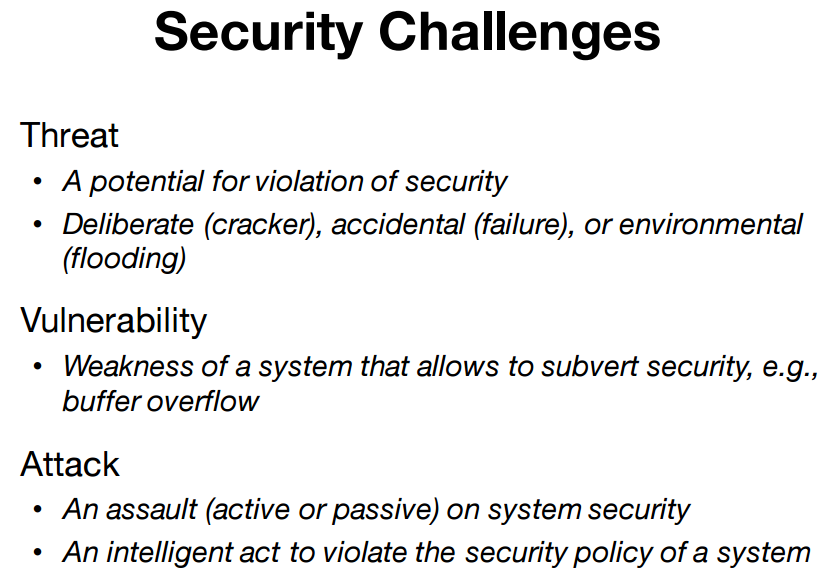 Security Challenges
Threat
• A potential for violation of security
• Deliberate (cracker), accidental (failure), or environmental
(flooding)
Vulnerability
• Weakness of a system that allows to subvert security, e.g.,
buffer overflow
Attack
• An assault (active or passive) on system security
• An intelligent act to violate the security policy of a system